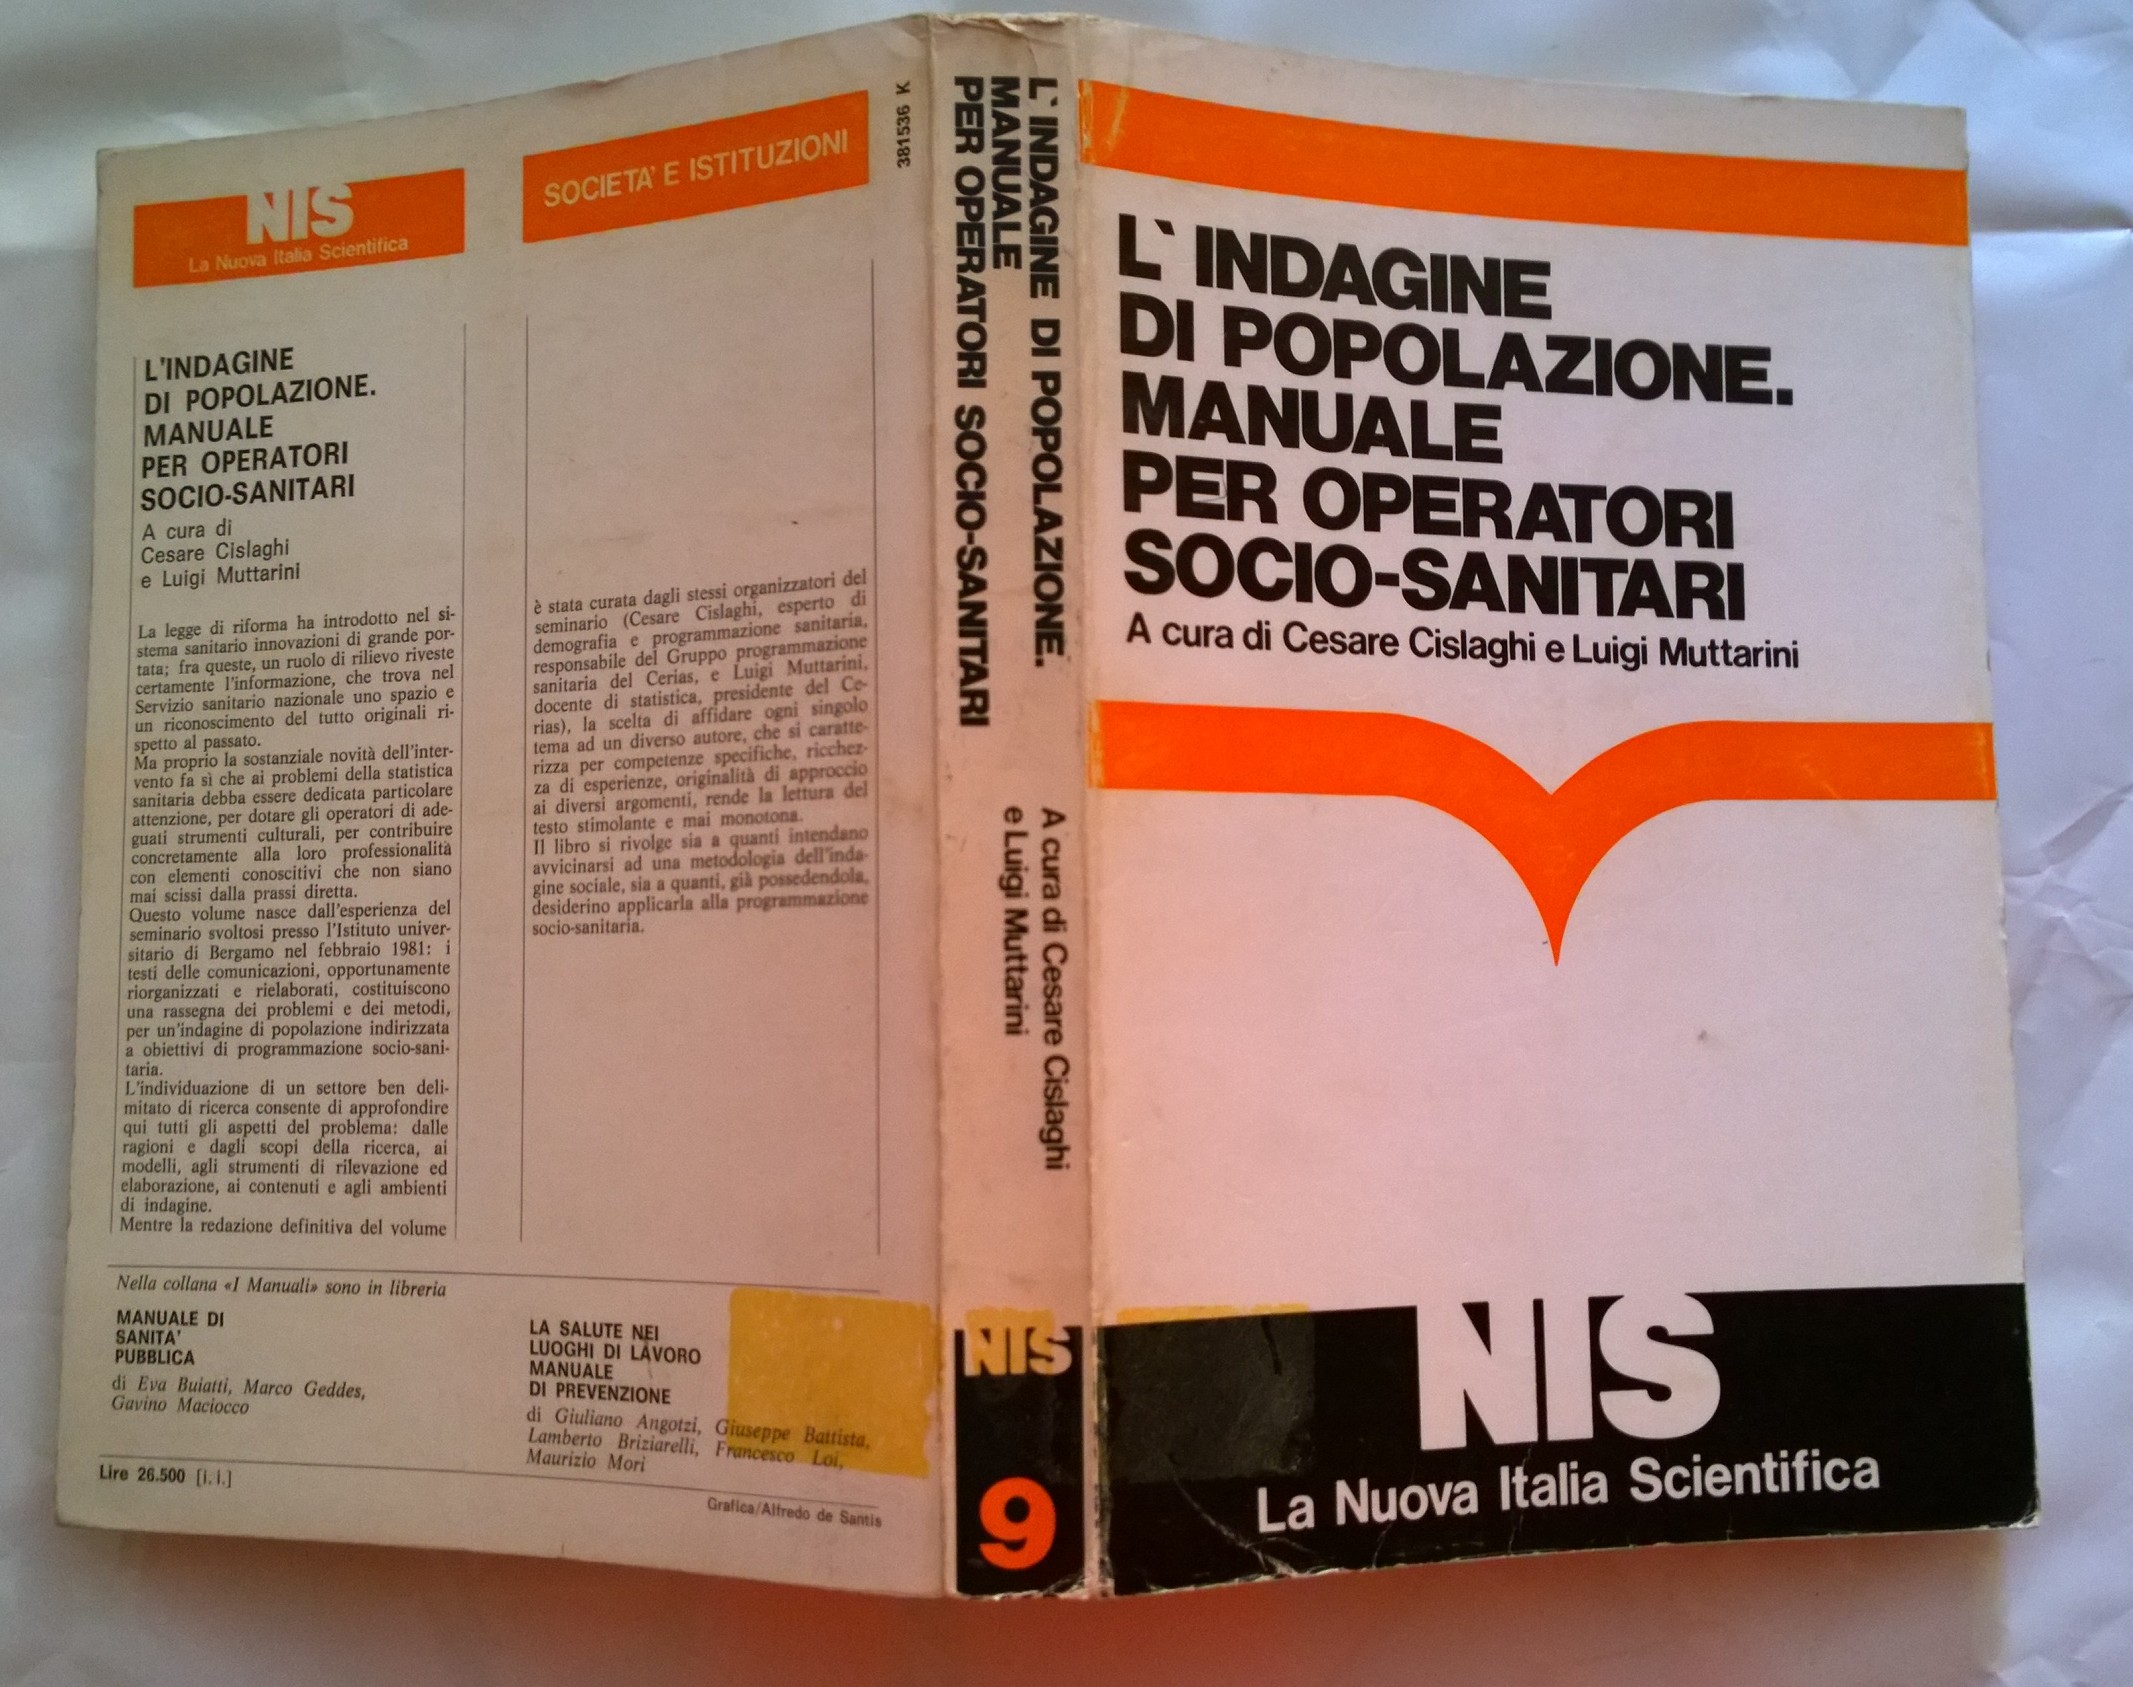 NIS
La Nuova Italia Scientifica
L'INDAGINE
DI POPOLAZIONE.
MANUALE
PER OPERATORI
SOCIO-SANITARI
A cura di
Cesare Cislaghi
e Luigi Muttarini
La legge di riforma ha introdotto nel si-
stema sanitario innovazioni di grande por-
tata; fra queste, un ruolo di rilievo riveste
certamente l'informazione, che trova nel
Servizio sanitario nazionale uno spazio e
un riconoscimento del tutto originali ri-
spetto al passato.
Ma proprio la sostanziale novità dell'inter-
vento fa sì che ai problemi della statistica
sanitaria debba essere dedicata particolare
attenzione, per dotare gli operatori di ade-
guati strumenti culturali, per contribuire
concretamente alla loro professionalità
con elementi conoscitivi che non siano
mai scissi dalla prassi diretta.
Questo volume nasce dall'esperienza del
seminario svoltosi presso l'Istituto univer-
sitario di Bergamo nel febbraio 1981: i
testi delle comunicazioni, opportunamente
riorganizzati e rielaborati, costituiscono
una rassegna dei problemi e dei metodi,
per un'indagine di popolazione indirizzata
a obiettivi di programmazione socio-sani-
taria.
L'individuazione di un settore ben deli-
mitato di ricerca consente di approfondire
qui tutti gli aspetti del problema: dalle
ragioni e dagli scopi della ricerca, ai
modelli, agli strumenti di rilevazione ed
elaborazione, ai contenuti e agli ambienti
di indagine.
Mentre la redazione definitiva del volume
SOCIETA' E ISTITUZIONI
è stata curata dagli stessi organizzatori del
seminario (Cesare Cislaghi, esperto di
demografia e programmazione sanitaria,
responsabile del Gruppo programmazione
sanitaria del Cerias, e Luigi Muttarini,
docente di statistica, presidente del Ce-
rias), la scelta di affidare ogni singolo
tema ad un diverso autore, che si caratte-
rizza per competenze specifiche, ricchez-
za di esperienze, originalità di approccio
ai diversi argomenti, rende la lettura del
testo stimolante e mai monotona.
Il libro si rivolge sia a quanti intendano
avvicinarsi ad una metodologia dell'inda-
gine sociale, sia a quanti, già possedendola,
desiderino applicarla alla programmazione
socio-sanitaria.
Nella collana «I Manuali» sono in libreria
MANUALE DI
SANITA'
PUBBLICA
di Eva Buiatti, Marco Geddes,
Gavino Maciocco
LA SALUTE NEI
LUOGHI DI LAVORO
MANUALE
DI PREVENZIONE
di Giuliano Angotzi, Giuseppe Battista,
Lamberto Briziarelli, Francesco Loi,
Maurizio Mori
Lire 26.500 [i. i.]
Grafica/Alfredo de Santis
381536 K
L'INDAGINE DI POPOLAZIONE.
MANUALE
PER OPERATORI SOCIO-SANITARI
A cura di Cesare Cislaghi
e Luigi Muttarini
NIS
9
L'INDAGINE
DI POPOLAZIONE.
MANUALE
PER OPERATORI
SOCIO-SANITARI
A cura di Cesare Cislaghi e Luigi Muttarini
NIS
La Nuova Italia Scientifica